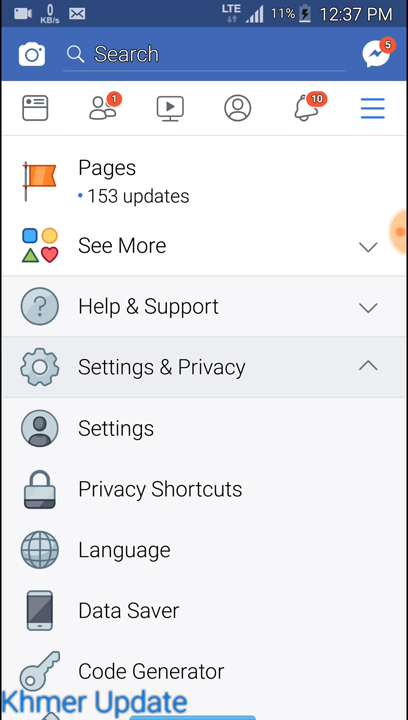 0
KB/s
LTE
11%
12:37 PM
Search
5
1
10
Pages
• 153 updates
See More
Help & Support
?
Settings & Privacy
Settings
Privacy Shortcuts
Language
Data Saver
Code Generator
Khmer Update